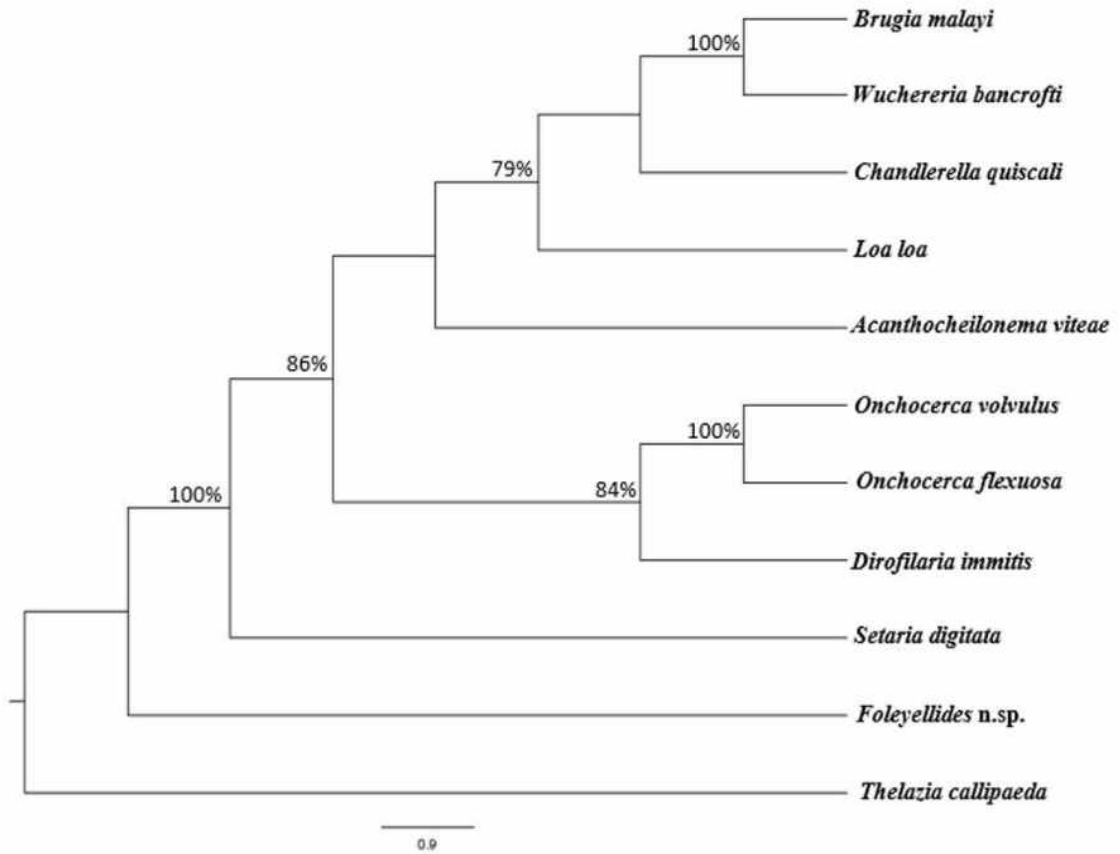 Brugia malayi
100%
Wuchereria bancrofti
79%
Chandlerella quiscali
Loa loa
Acanthocheilonema viteae
86%
Onchocerca volvulus
100%
Onchocerca flexuosa
84%
100%
Dirofilaria immitis
Setaria digitata
Foleyellides n.sp.
Thelazia callipaeda
0.9